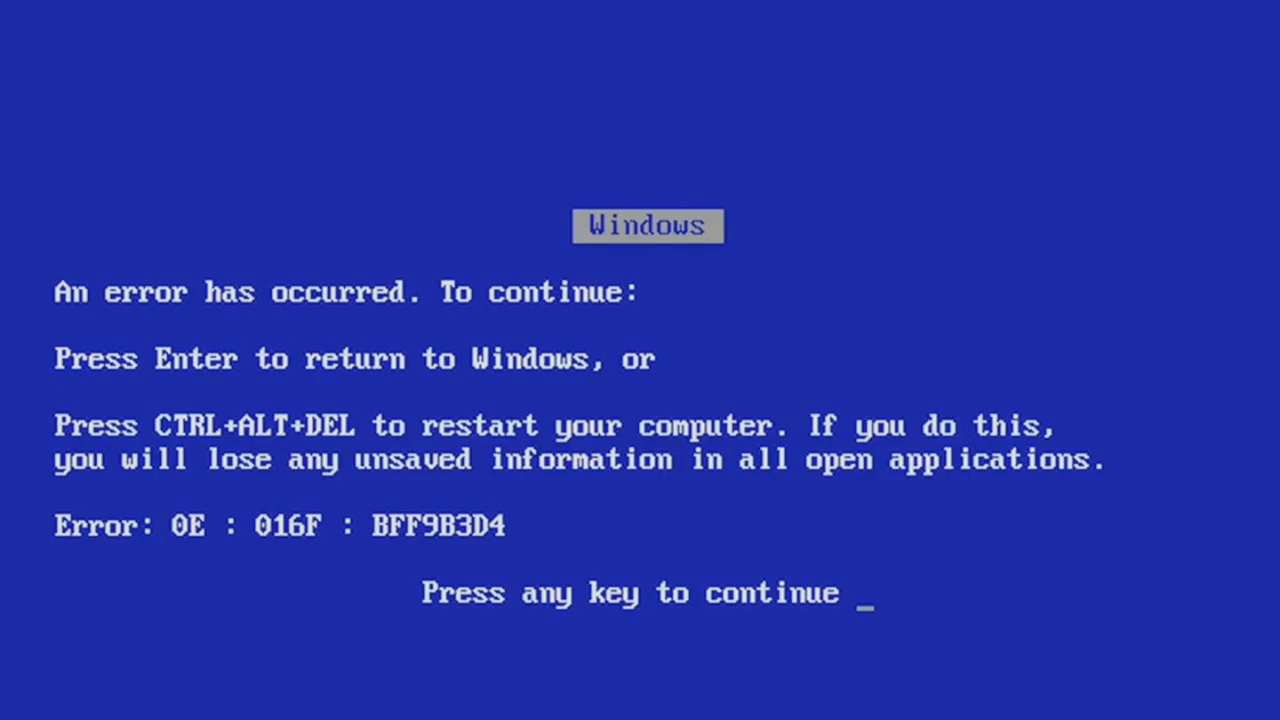 Windows
An error has occurred. To continue:
Press Enter to return to Windows, or
Press CTRL+ALT+DEL to restart your computer. If you do this,
you will lose any unsaved information in all open applications.
Error: 0E : 016F : BFF9B3D4
Press any key to continue _